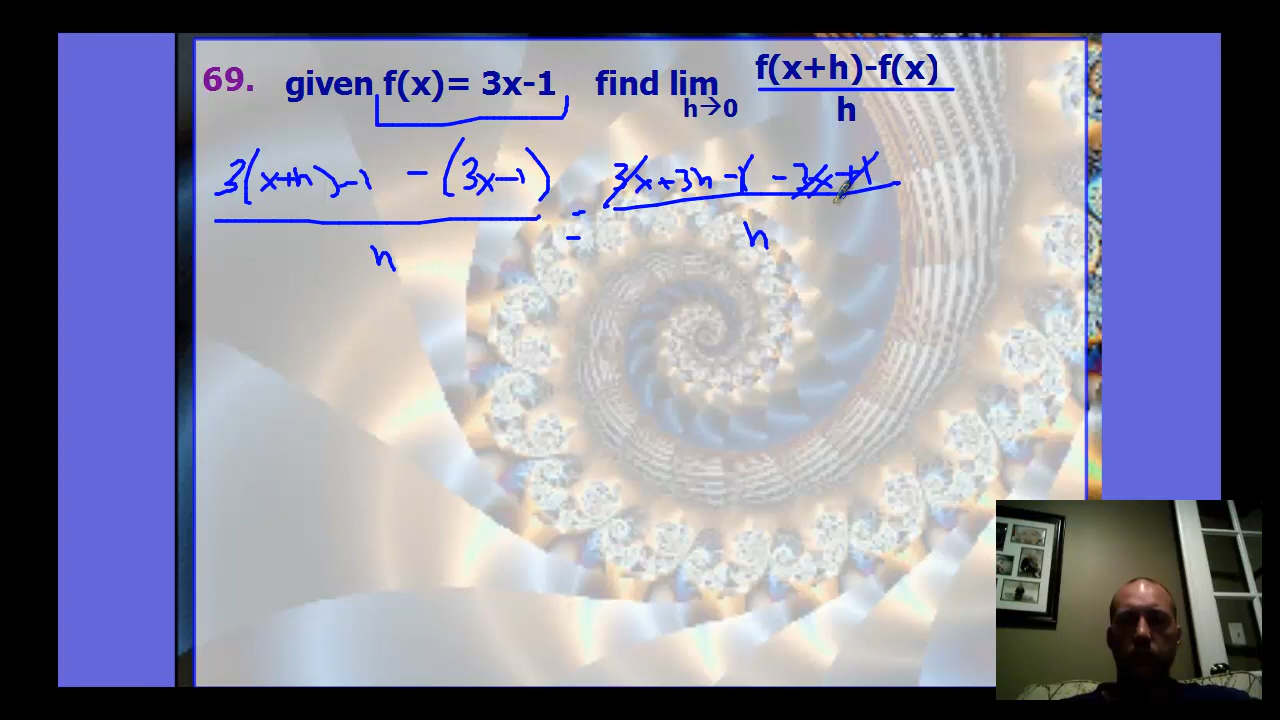 69. given f(x)= 3x-1 find lim h→0 f(x+h)-f(x)
h
3(x+h)-1 - (3x-1) = 3x+3h-1-3x+1
h h